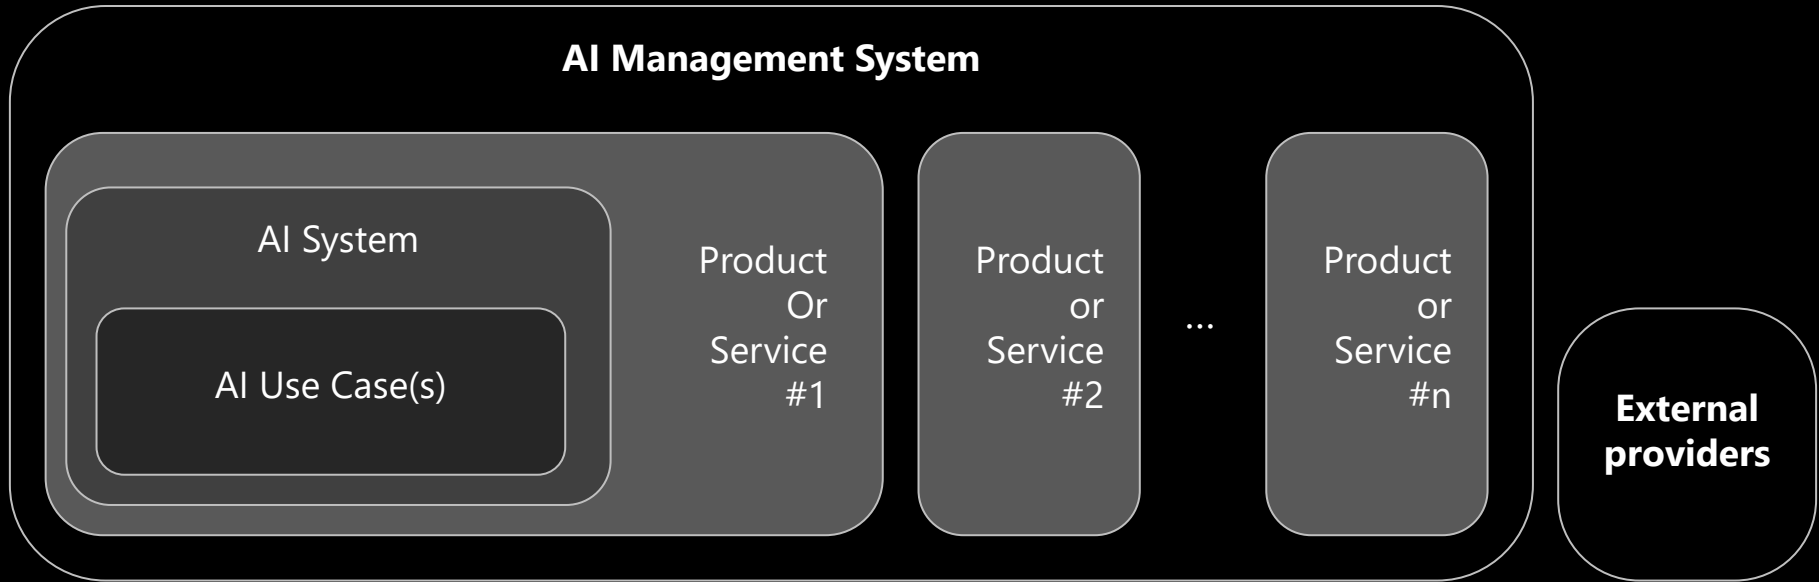 AI Management System
AI System
AI Use Case(s)
Product
Or
Service
#1
Product
or
Service
#2
...
Product
or
Service
#n
External
providers